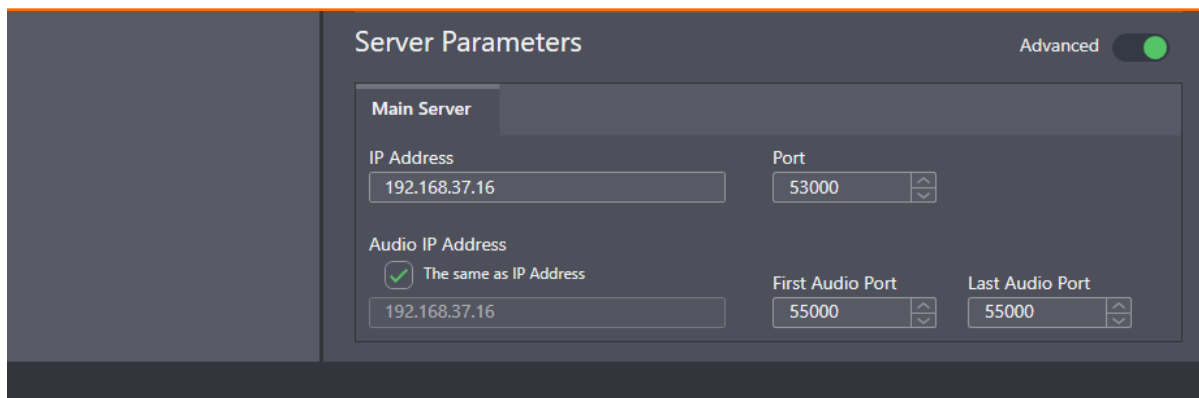 Server Parameters
Advanced
Main Server
IP Address
Port
192.168.37.16
53000
Audio IP Address
The same as IP Address
First Audio Port
Last Audio Port
192.168.37.16
55000
55000